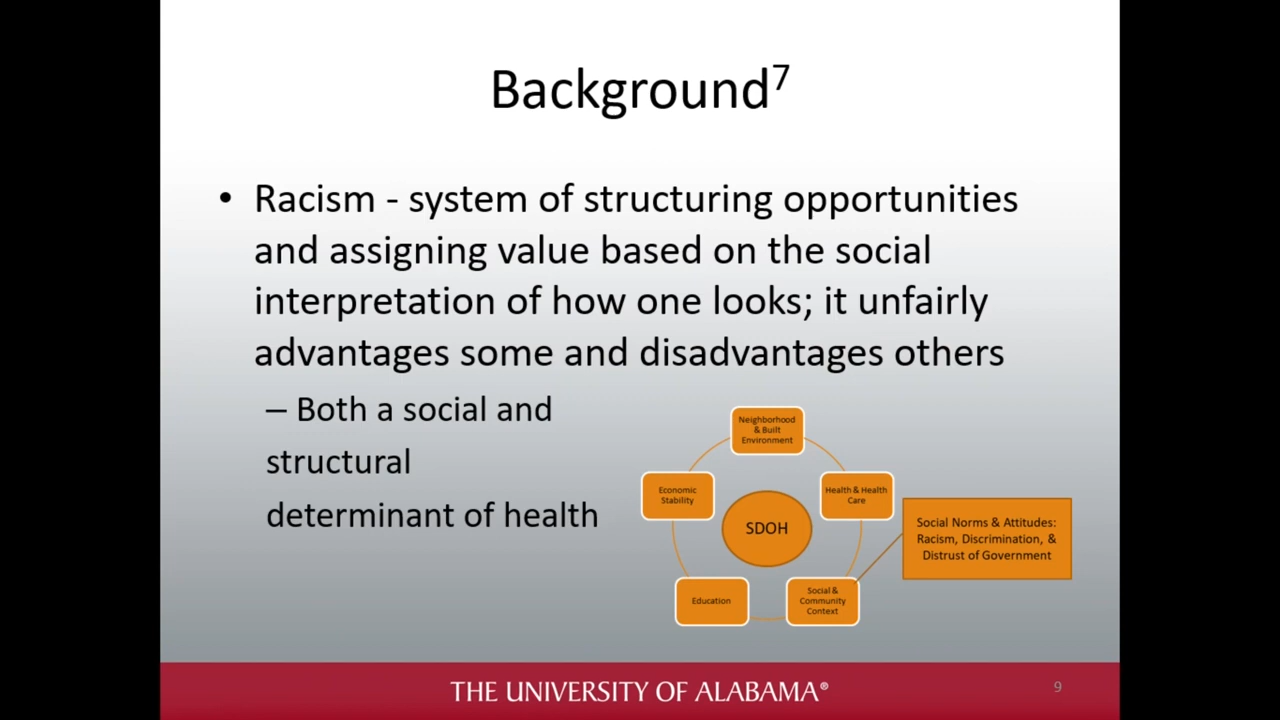 Background7
• Racism - system of structuring opportunities
and assigning value based on the social
interpretation of how one looks; it unfairly
advantages some and disadvantages others
– Both a social and
structural
determinant of health
Neighborhood
& Built
Environment
Economic
Stability
Health & Health
Care
SDOH
Social Norms & Attitudes:
Racism, Discrimination, &
Distrust of Government
Education
Social &
Community
Context
THE UNIVERSITY OF ALABAMA®
9